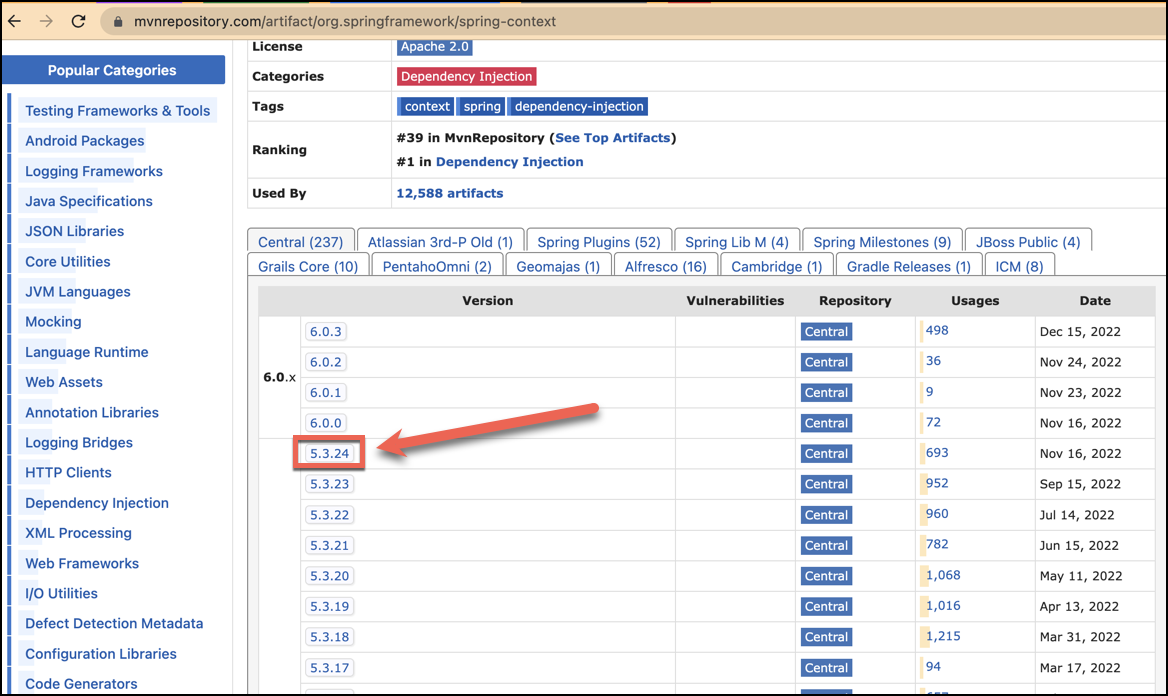 mvnrepository.com/artifact/org.springframework/spring-context
Popular Categories
Testing Frameworks & Tools
Android Packages
Logging Frameworks
Java Specifications
JSON Libraries
Core Utilities
JVM Languages
Mocking
Language Runtime
Web Assets
Annotation Libraries
Logging Bridges
HTTP Clients
Dependency Injection
XML Processing
Web Frameworks
I/O Utilities
Defect Detection Metadata
Configuration Libraries
Code Generators
License Apache 2.0
Categories Dependency Injection
Tags context spring dependency-injection
Ranking #39 in MvnRepository (See Top Artifacts)
#1 in Dependency Injection
Used By 12,588 artifacts
Central (237) Atlassian 3rd-P Old (1) Spring Plugins (52) Spring Lib M (4) Spring Milestones (9) JBoss Public (4)
Grails Core (10) PentahoOmni (2) Geomajas (1) Alfresco (16) Cambridge (1) Gradle Releases (1) ICM (8)
Version Vulnerabilities Repository Usages Date
6.0.x
6.0.3 Central 498 Dec 15, 2022
6.0.2 Central 36 Nov 24, 2022
6.0.1 Central 9 Nov 23, 2022
6.0.0 Central 72 Nov 16, 2022
5.3.24 Central 693 Nov 16, 2022
5.3.23 Central 952 Sep 15, 2022
5.3.22 Central 960 Jul 14, 2022
5.3.21 Central 782 Jun 15, 2022
5.3.20 Central 1,068 May 11, 2022
5.3.19 Central 1,016 Apr 13, 2022
5.3.18 Central 1,215 Mar 31, 2022
5.3.17 Central 94 Mar 17, 2022